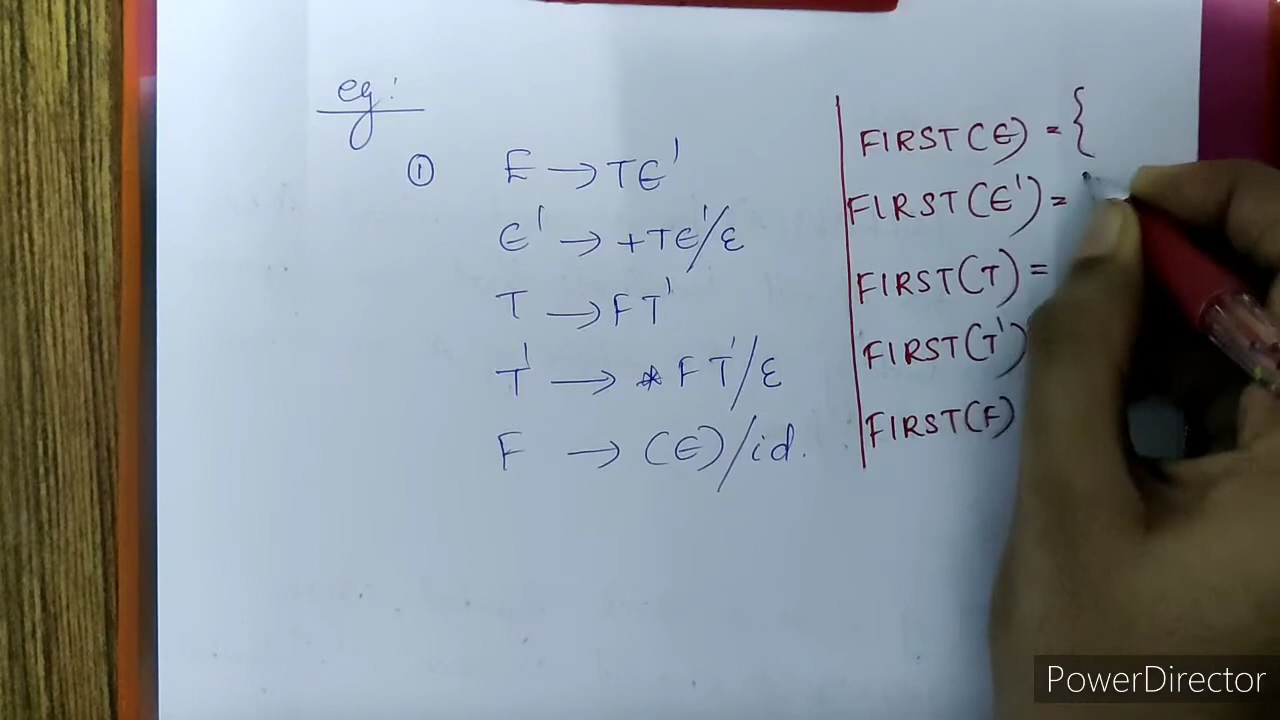 eg:
① E → TE'
E' → +TE'/ε
T → FT'
T' → *FT'/ε
F → (E)/id.
FIRST(E) = {
FIRST(E') =
FIRST(T) =
FIRST(T')
FIRST(F)
PowerDirector